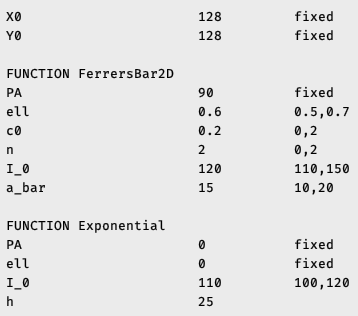 X0 128 fixed
Y0 128 fixed
FUNCTION FerrersBar2D
PA 90 fixed
ell 0.6 0.5,0.7
c0 0.2 0,2
n 2 0,2
I_0 120 110,150
a_bar 15 10,20
FUNCTION Exponential
PA 0 fixed
ell 0 fixed
I_0 110 100,120
h 25